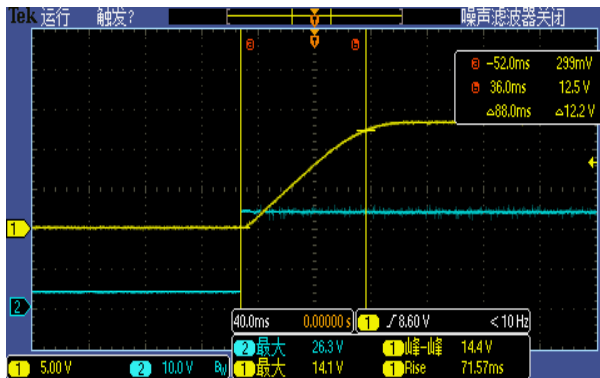 Tek 运行 触发? 噪声滤波器关闭
a -52.0ms 299mV
b 36.0ms 12.5 V
△88.0ms △12.2 V
1
2
40.0ms 0.00000 s
1 ∫ 8.60 V < 10 Hz
2 最大 26.3 V 1 峰-峰 14.4 V
1 最大 14.1 V 1 Rise 71.57ms
1 5.00 V 2 10.0 V BW